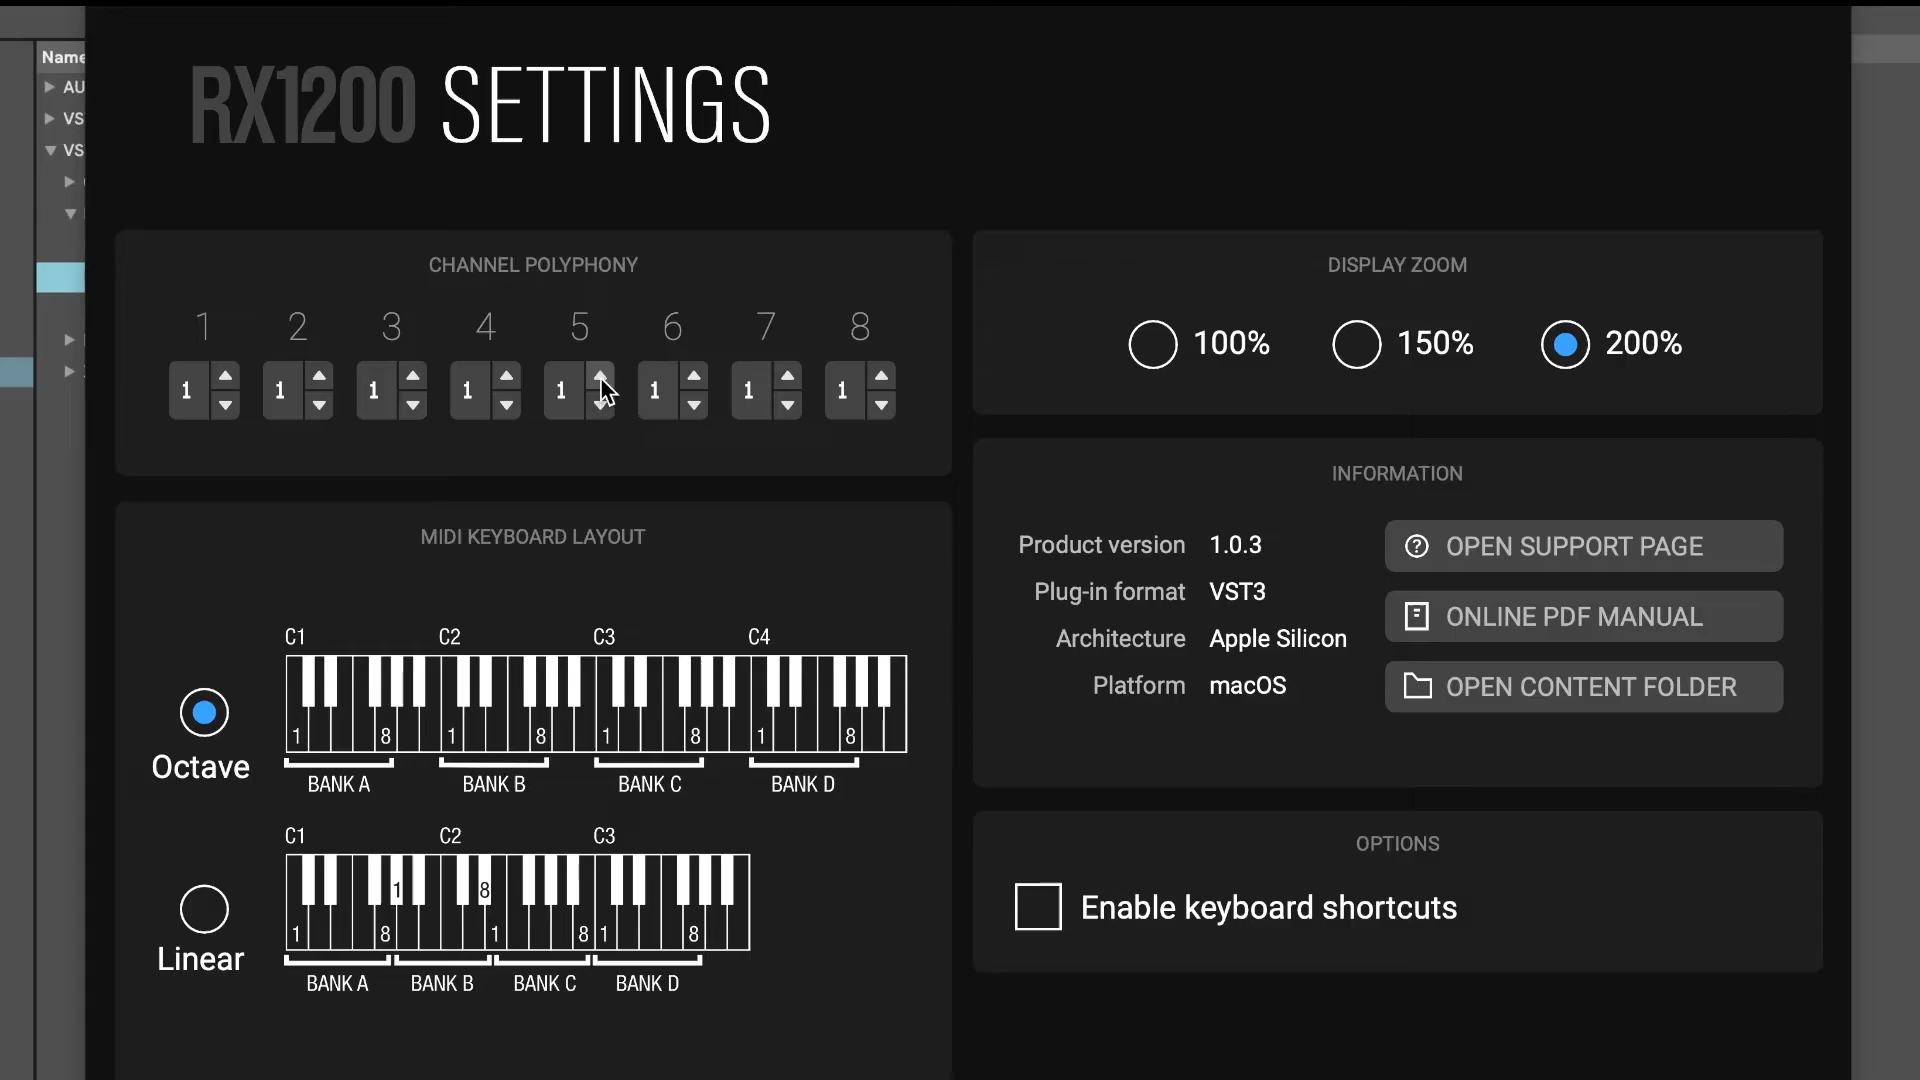 Name
AU
VS
VS
RX1200 SETTINGS
CHANNEL POLYPHONY
1 2 3 4 5 6 7 8
1 1 1 1 1 1 1 1
DISPLAY ZOOM
100% 150% 200%
INFORMATION
Product version 1.0.3
Plug-in format VST3
Architecture Apple Silicon
Platform macOS
OPEN SUPPORT PAGE
ONLINE PDF MANUAL
OPEN CONTENT FOLDER
MIDI KEYBOARD LAYOUT
C1 C2 C3 C4
1 8 1 8 1 8 1 8
Octave
BANK A BANK B BANK C BANK D
C1 C2 C3
1 8
1 8 1 8 1 8
Linear
BANK A BANK B BANK C BANK D
OPTIONS
Enable keyboard shortcuts